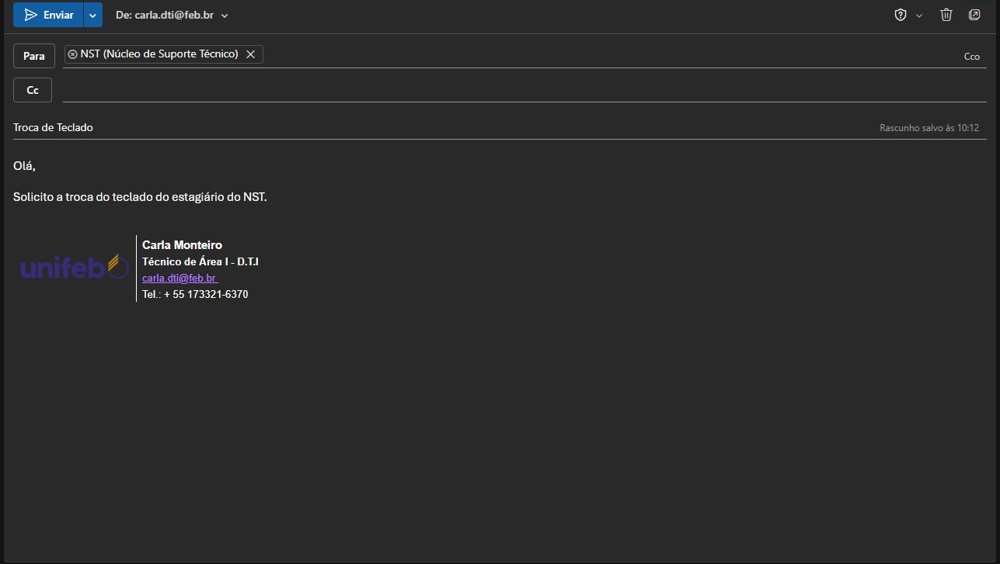 Enviar De: carla.dti@feb.br
Para NST (Núcleo de Suporte Técnico) Cco
Cc
Troca de Teclado Rascunho salvo às 10:12
Olá,
Solicito a troca do teclado do estagiário do NST.
unifeb
Carla Monteiro
Técnico de Área I - D.T.I
carla.dti@feb.br
Tel.: + 55 173321-6370